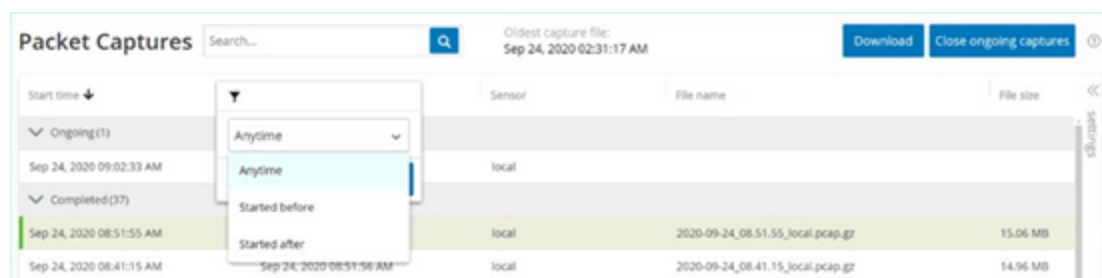 Packet Captures Search... Oldest capture file: Download Close ongoing captures
Sep 24, 2020 02:31:17 AM
Start time Sensor File name File size
settings
Ongoing (1)
Anytime
Sep 24, 2020 09:02:33 AM Anytime local
Completed (37)
Started before
Sep 24, 2020 08:51:55 AM local 2020-09-24_08.51.55_local.pcap.gz 15.06 MB
Started after
Sep 24, 2020 08:41:15 AM Sep 24, 2020 08:51:56 AM local 2020-09-24_08.41.15_local.pcap.gz 14.96 MB